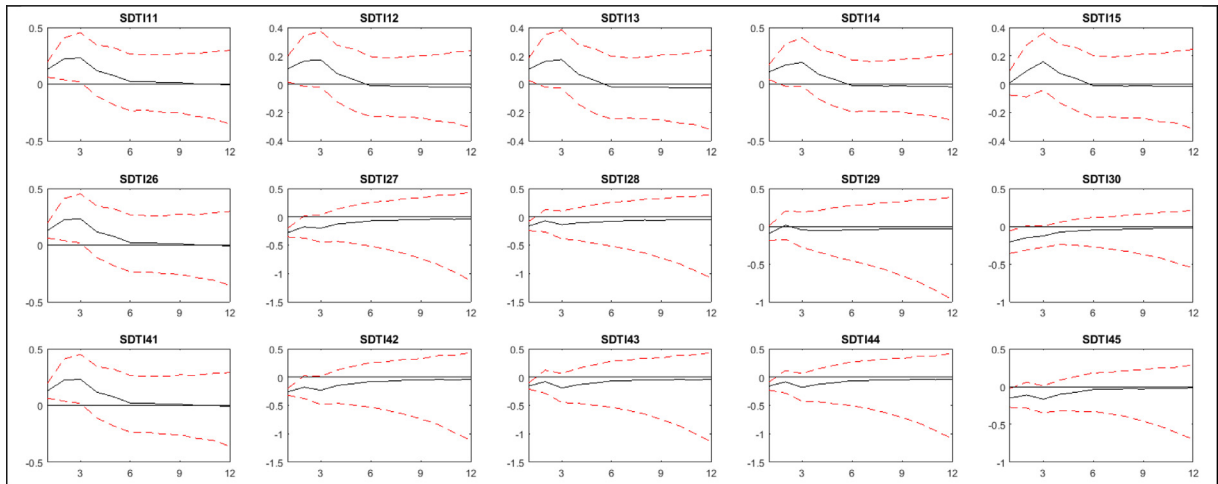 SDTI11 SDTI12 SDTI13 SDTI14 SDTI15
0.5 0.4 0.4 0.5 0.4
0.2 0.2 0.2
0 0 0 0 0
-0.2 -0.2 -0.2
-0.5 -0.4 -0.4 -0.5 -0.4
3 6 9 12 3 6 9 12 3 6 9 12 3 6 9 12 3 6 9 12
SDTI26 SDTI27 SDTI28 SDTI29 SDTI30
0.5 0.5 0.5 0.5 0.5
0 0 0 0 0
-0.5 -0.5 -0.5 -0.5
-1 -1
-0.5 -1.5 -1.5 -1 -1
3 6 9 12 3 6 9 12 3 6 9 12 3 6 9 12 3 6 9 12
SDTI41 SDTI42 SDTI43 SDTI44 SDTI45
0.5 0.5 0.5 0.5 0.5
0 0 0 0 0
-0.5 -0.5 -0.5 -0.5
-1 -1 -1
-0.5 -1.5 -1.5 -1.5 -1
3 6 9 12 3 6 9 12 3 6 9 12 3 6 9 12 3 6 9 12